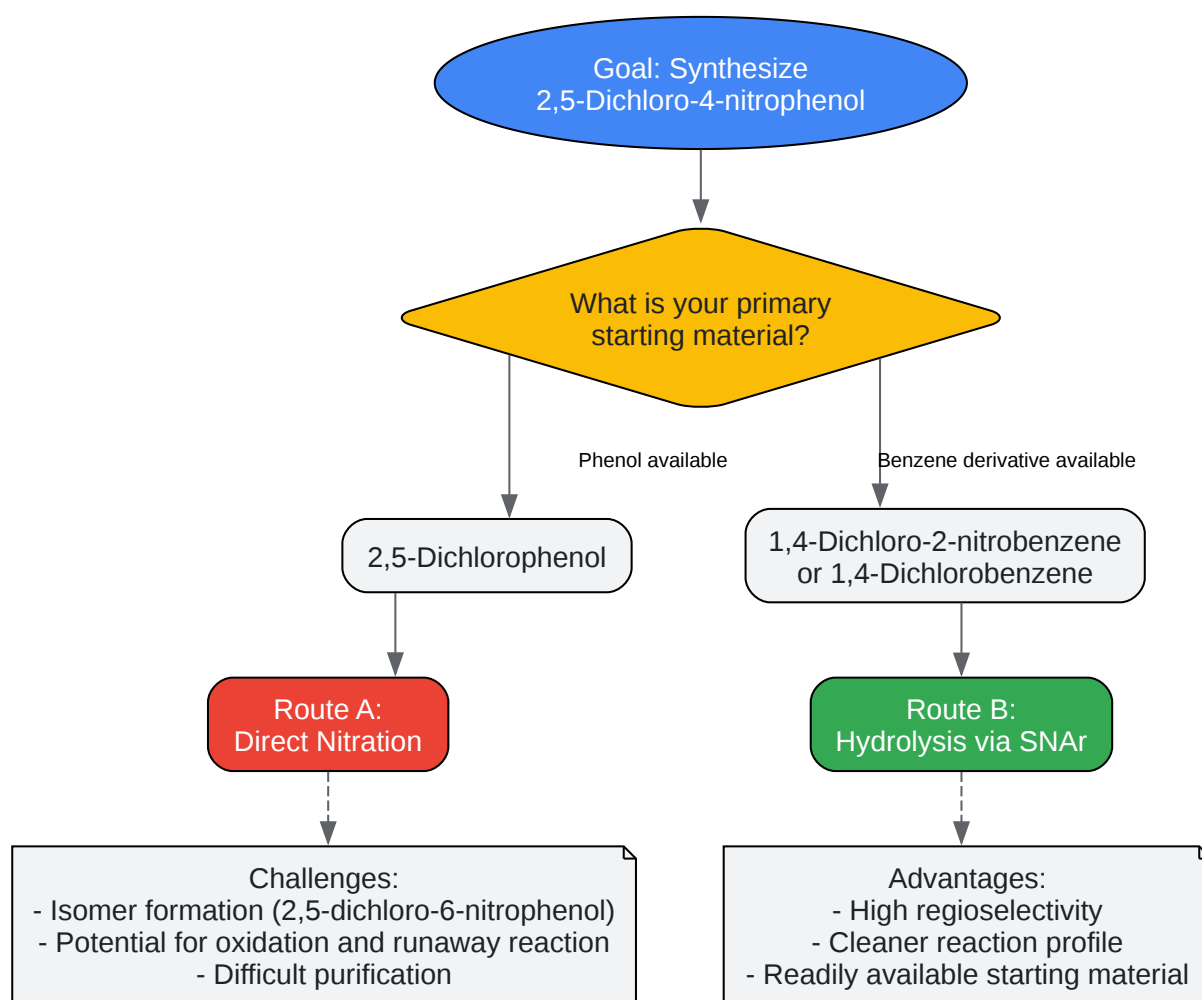 Goal: Synthesize
2,5-Dichloro-4-nitrophenol
What is your primary
starting material?
Phenol available
Benzene derivative available
2,5-Dichlorophenol
1,4-Dichloro-2-nitrobenzene
or 1,4-Dichlorobenzene
Route A:
Direct Nitration
Route B:
Hydrolysis via SNAr
Challenges:
- Isomer formation (2,5-dichloro-6-nitrophenol)
- Potential for oxidation and runaway reaction
- Difficult purification
Advantages:
- High regioselectivity
- Cleaner reaction profile
- Readily available starting material